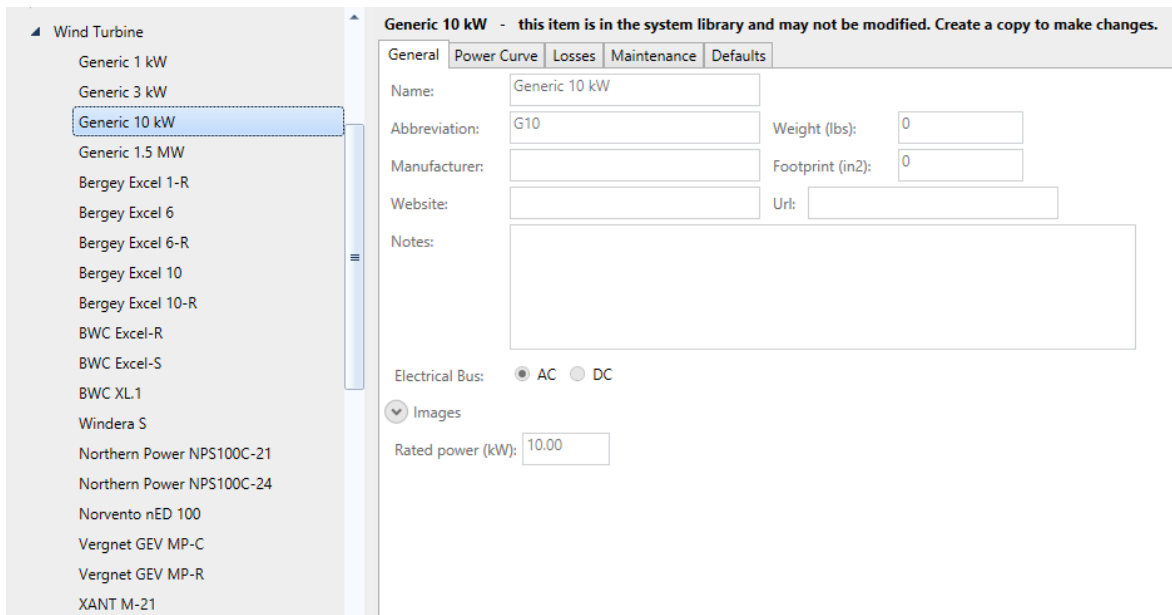 Wind Turbine
Generic 1 kW
Generic 3 kW
Generic 10 kW
Generic 1.5 MW
Bergey Excel 1-R
Bergey Excel 6
Bergey Excel 6-R
Bergey Excel 10
Bergey Excel 10-R
BWC Excel-R
BWC Excel-S
BWC XL.1
Windera S
Northern Power NPS100C-21
Northern Power NPS100C-24
Norvento nED 100
Vergnet GEV MP-C
Vergnet GEV MP-R
XANT M-21
Generic 10 kW - this item is in the system library and may not be modified. Create a copy to make changes.
General Power Curve Losses Maintenance Defaults
Name: Generic 10 kW
Abbreviation: G10 Weight (lbs): 0
Manufacturer: Footprint (in2): 0
Website: Url:
Notes:
Electrical Bus: AC DC
Images
Rated power (kW): 10.00